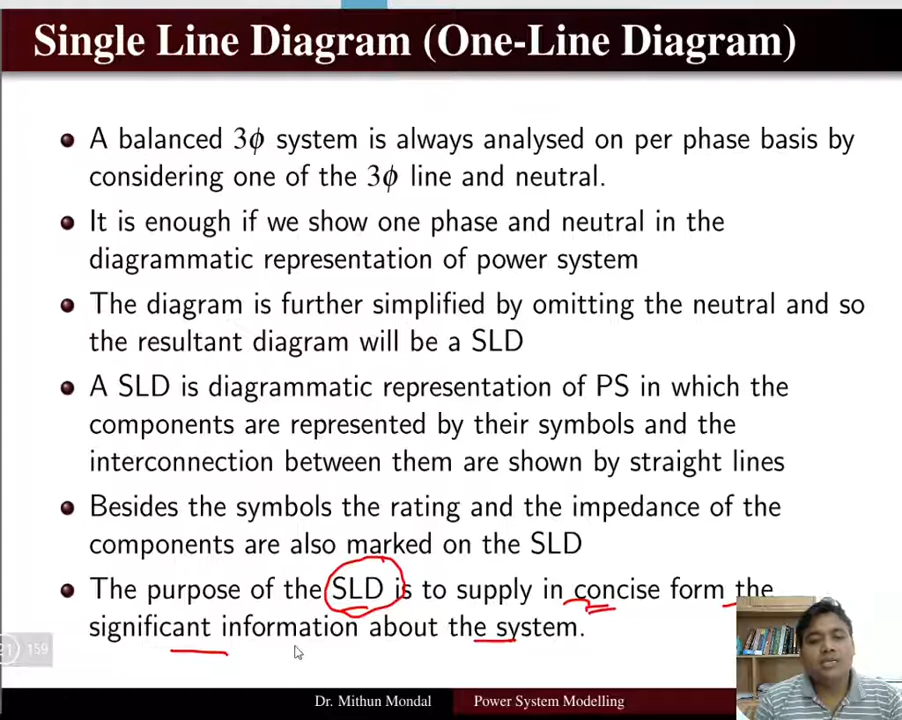 Single Line Diagram (One-Line Diagram)
A balanced 3ϕ system is always analysed on per phase basis by
considering one of the 3ϕ line and neutral.
It is enough if we show one phase and neutral in the
diagrammatic representation of power system
The diagram is further simplified by omitting the neutral and so
the resultant diagram will be a SLD
A SLD is diagrammatic representation of PS in which the
components are represented by their symbols and the
interconnection between them are shown by straight lines
Besides the symbols the rating and the impedance of the
components are also marked on the SLD
The purpose of the SLD is to supply in concise form the
significant information about the system.
21 159
Dr. Mithun Mondal Power System Modelling